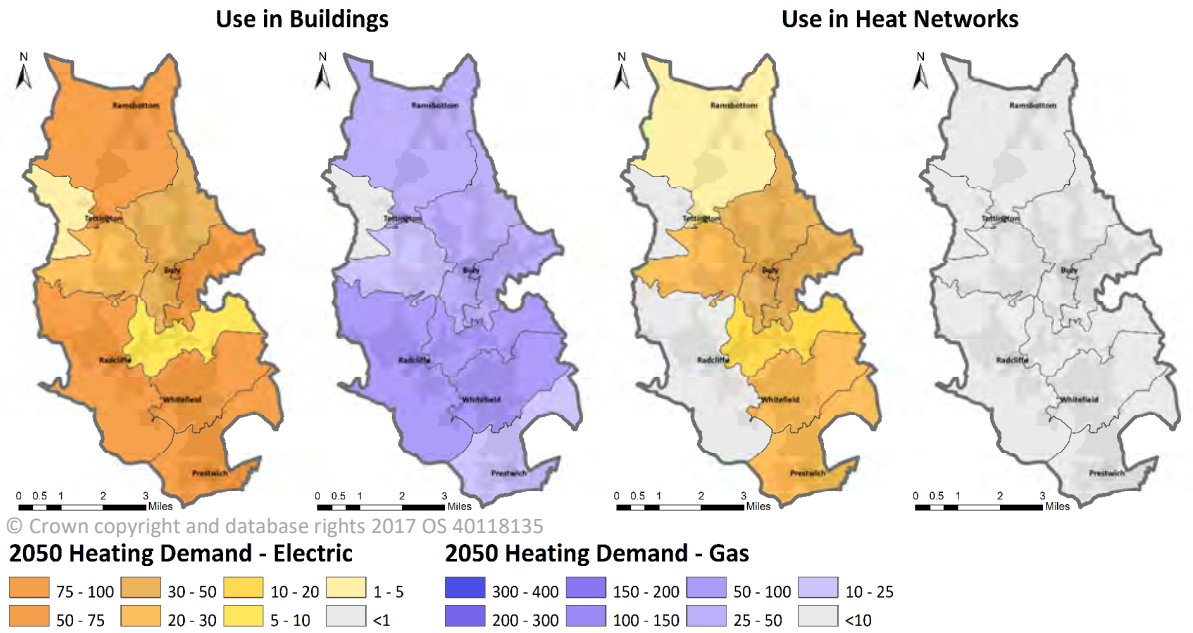 Use in Buildings
Use in Heat Networks
N N N N
Ramsbottom Ramsbottom Ramsbottom Ramsbottom
Tottington Tottington Tottington Tottington
Bury Bury Bury Bury
Radcliffe Radcliffe Radcliffe Radcliffe
Whitefield Whitefield Whitefield Whitefield
Prestwich Prestwich Prestwich Prestwich
0 0.5 1 2 3 0 0.5 1 2 3 0 0.5 1 2 3 0 0.5 1 2 3
Miles Miles Miles Miles
© Crown copyright and database rights 2017 OS 40118135
2050 Heating Demand - Electric
75 - 100 30 - 50 10 - 20 1 - 5
50 - 75 20 - 30 5 - 10 <1
2050 Heating Demand - Gas
300 - 400 150 - 200 50 - 100 10 - 25
200 - 300 100 - 150 25 - 50 <10